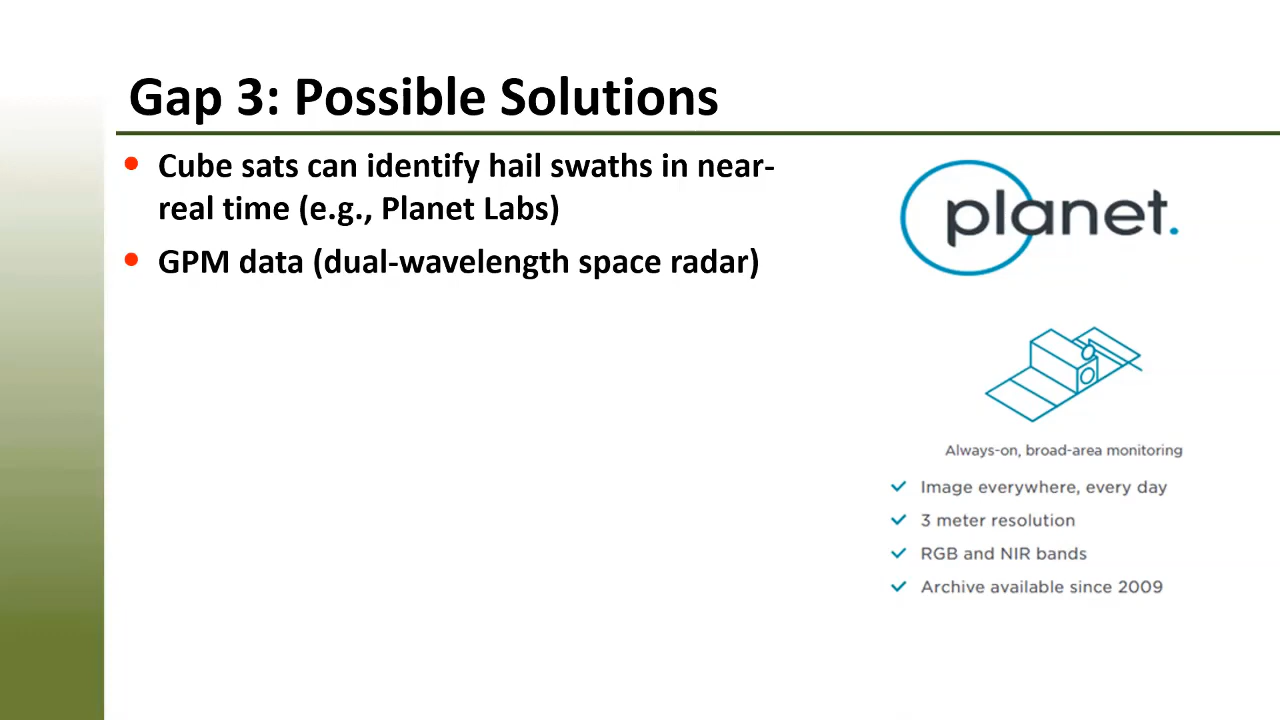 Gap 3: Possible Solutions
Cube sats can identify hail swaths in near-
real time (e.g., Planet Labs)
GPM data (dual-wavelength space radar)
planet.
Always-on, broad-area monitoring
Image everywhere, every day
3 meter resolution
RGB and NIR bands
Archive available since 2009